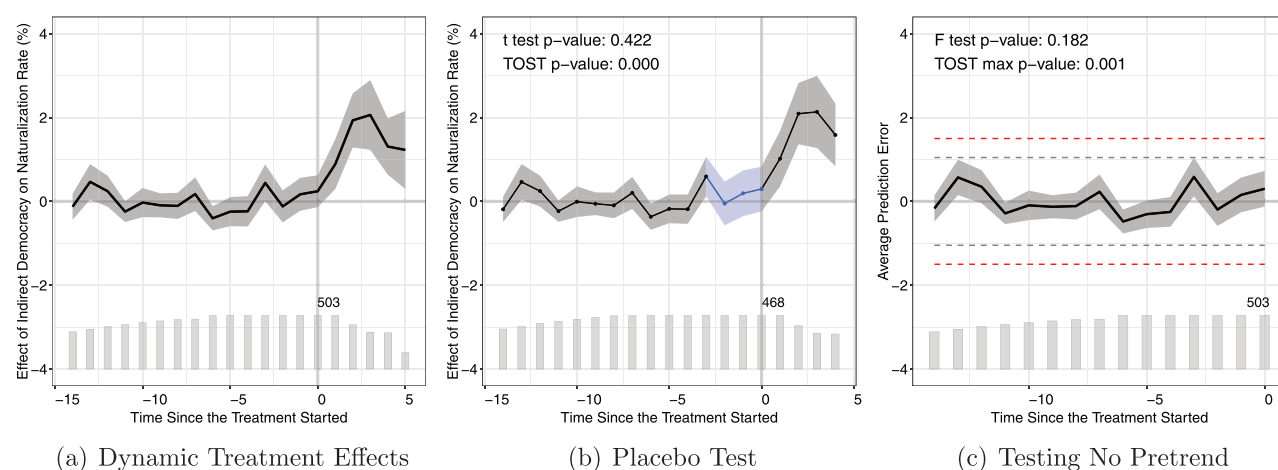 Effect of Indirect Democracy on Naturalization Rate (%)
4
2
0
−2
−4
503
−15
−10
−5
0
5
Time Since the Treatment Started
(a) Dynamic Treatment Effects
Effect of Indirect Democracy on Naturalization Rate (%)
4
2
0
−2
−4
t test p-value: 0.422
TOST p-value: 0.000
468
−15
−10
−5
0
5
Time Since the Treatment Started
(b) Placebo Test
Average Prediction Error
4
2
0
−2
−4
F test p-value: 0.182
TOST max p-value: 0.001
503
−10
−5
0
Time Since the Treatment Started
(c) Testing No Pretrend